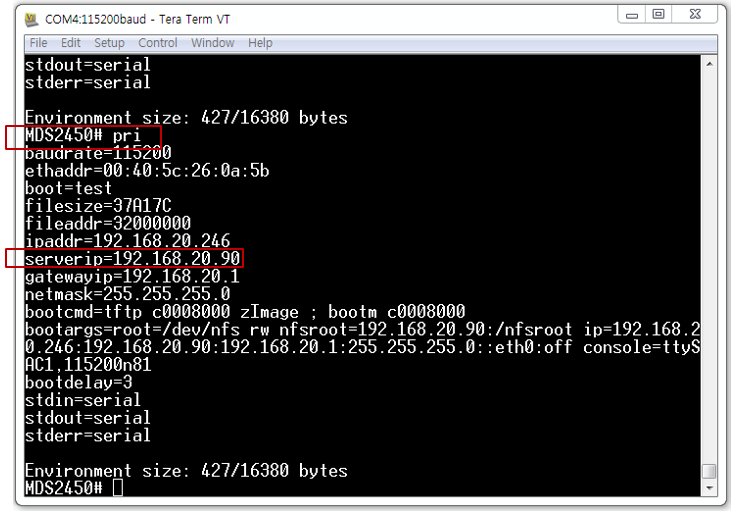 COM4:115200baud - Tera Term VT
File Edit Setup Control Window Help
stdout=serial
stderr=serial
Environment size: 427/16380 bytes
MDS2450# pri
baudrate=115200
ethaddr=00:40:5c:26:0a:5b
boot=test
filesize=37A17C
fileaddr=32000000
ipaddr=192.168.20.246
serverip=192.168.20.90
gatewayip=192.168.20.1
netmask=255.255.255.0
bootcmd=tftp c0008000 zImage ; bootm c0008000
bootargs=root=/dev/nfs rw nfsroot=192.168.20.90:/nfsroot ip=192.168.2
0.246:192.168.20.90:192.168.20.1:255.255.255.0::eth0:off console=ttyS
AC1,115200n81
bootdelay=3
stdin=serial
stdout=serial
stderr=serial
Environment size: 427/16380 bytes
MDS2450#